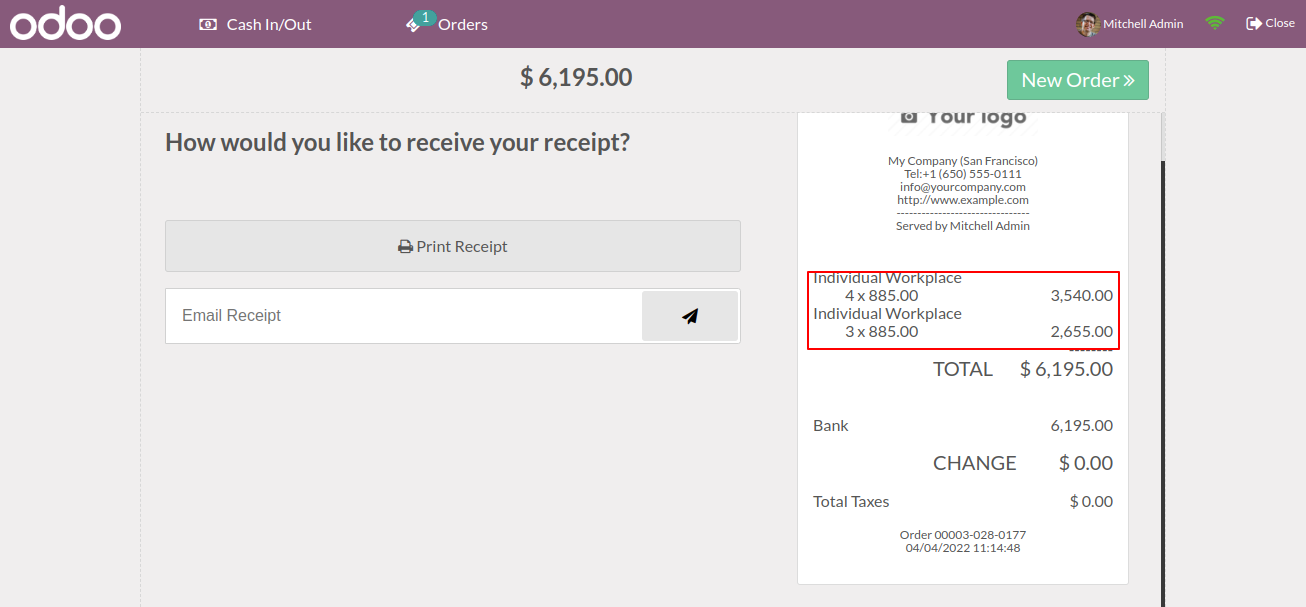 odoo
Cash In/Out
1
Orders
Mitchell Admin
Close
$ 6,195.00
New Order »
How would you like to receive your receipt?
Print Receipt
Email Receipt
Your logo
My Company (San Francisco)
Tel:+1 (650) 555-0111
info@yourcompany.com
http://www.example.com
--------------------------------
Served by Mitchell Admin
Individual Workplace
4 x 885.00 3,540.00
Individual Workplace
3 x 885.00 2,655.00
--------
TOTAL $ 6,195.00
Bank 6,195.00
CHANGE $ 0.00
Total Taxes $ 0.00
Order 00003-028-0177
04/04/2022 11:14:48